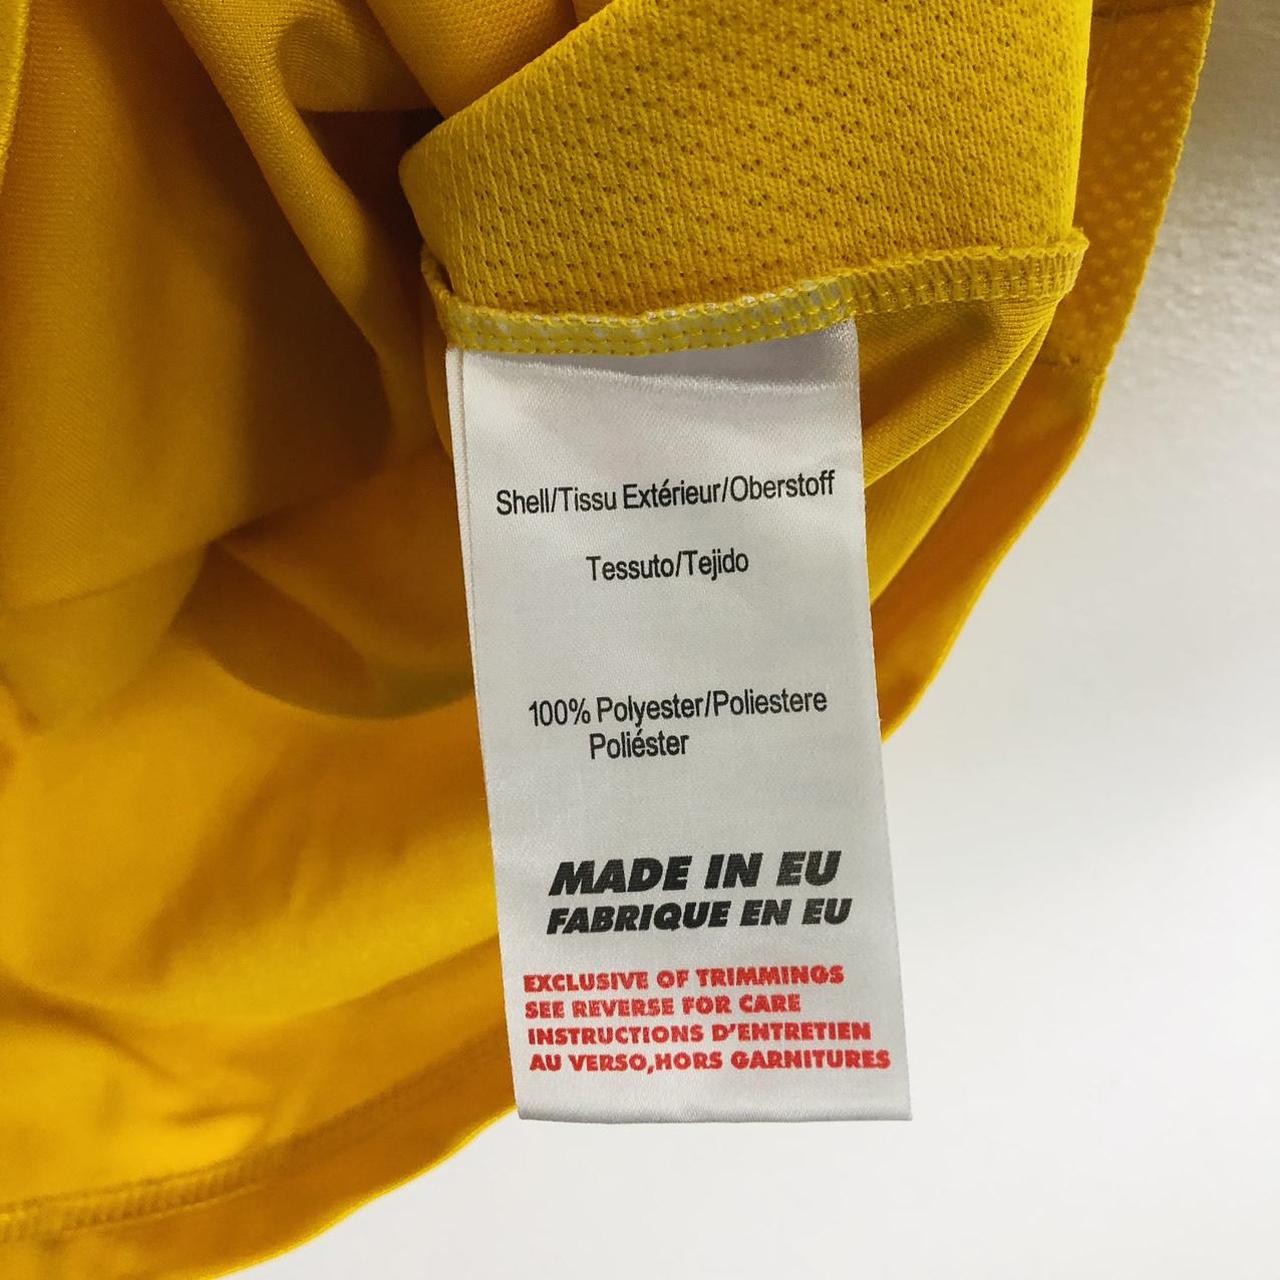 Shell/Tissu Extérieur/Oberstoff
Tessuto/Tejido
100% Polyester/Poliestere
Poliéster
MADE IN EU
FABRIQUE EN EU
EXCLUSIVE OF TRIMMINGS
SEE REVERSE FOR CARE
INSTRUCTIONS D'ENTRETIEN
AU VERSO,HORS GARNITURES